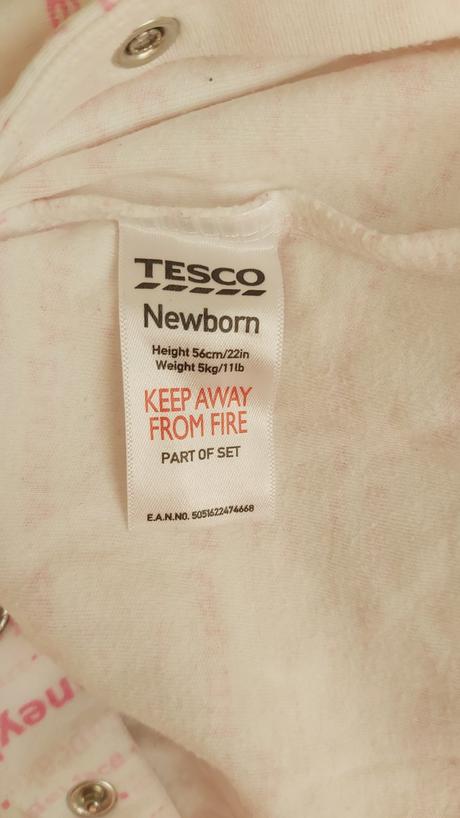 TESCO
Newborn
Height 56cm/22in
Weight 5kg/11lb
KEEP AWAY
FROM FIRE
PART OF SET
E.A.N.NO. 5051622474668